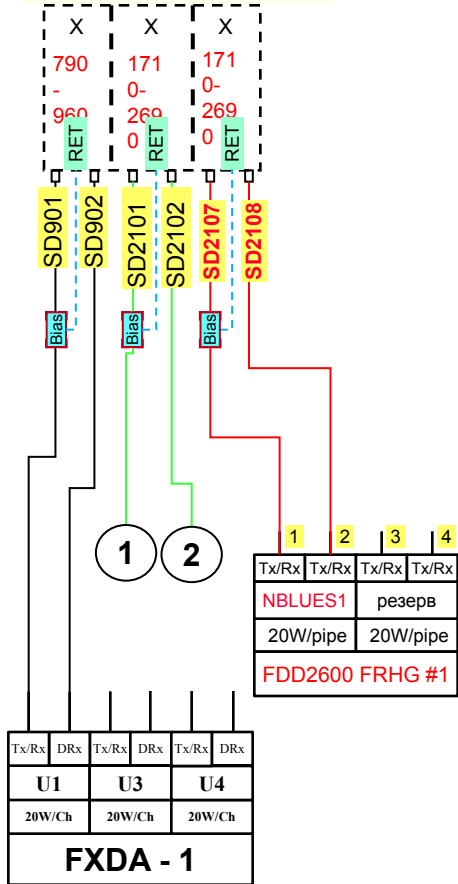 X X X
790
-
960
171
0-
269
0
171
0-
269
0
RET RET RET
SD901 SD902 SD2101 SD2102 SD2107 SD2108
Bias Bias Bias
1 2
1 2 3 4
Tx/Rx Tx/Rx Tx/Rx Tx/Rx
NBLUES1 резерв
20W/pipe 20W/pipe
FDD2600 FRHG #1
Tx/Rx DRx Tx/Rx DRx Tx/Rx DRx
U1 U3 U4
20W/Ch 20W/Ch 20W/Ch
FXDA - 1